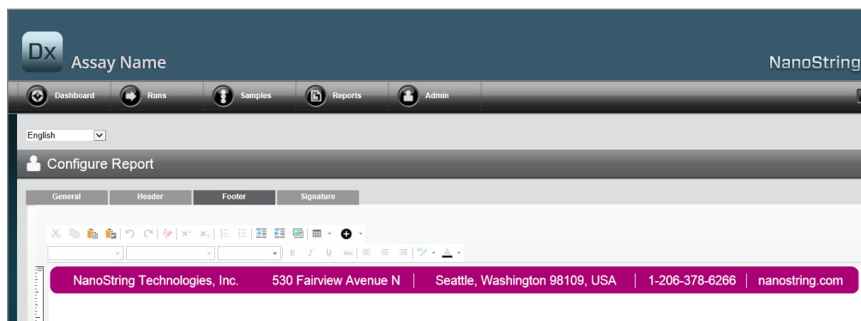 Dx Assay Name
NanoString
Dashboard Runs Samples Reports Admin
English
Configure Report
General Header Footer Signature
B I U abc
NanoString Technologies, Inc. 530 Fairview Avenue N | Seattle, Washington 98109, USA | 1-206-378-6266 | nanostring.com